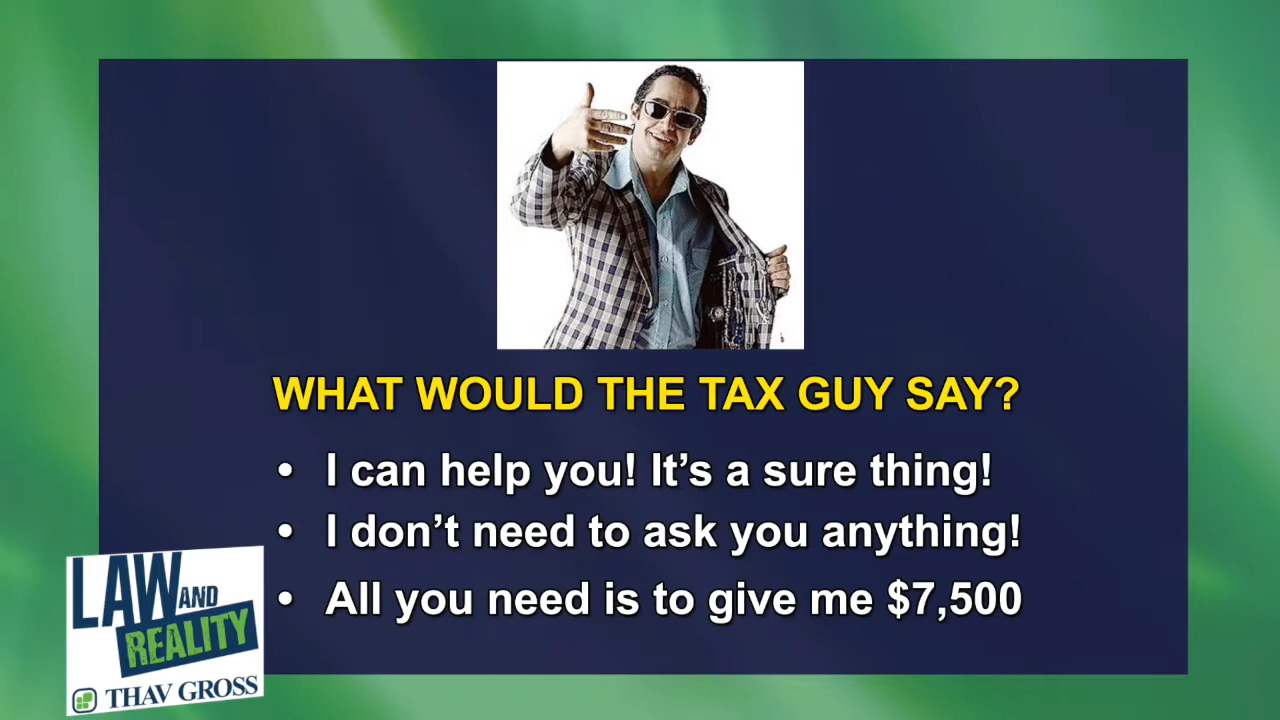 WHAT WOULD THE TAX GUY SAY?
• I can help you! It's a sure thing!
• I don't need to ask you anything!
• All you need is to give me $7,500
LAW AND
REALITY
THAV GROSS